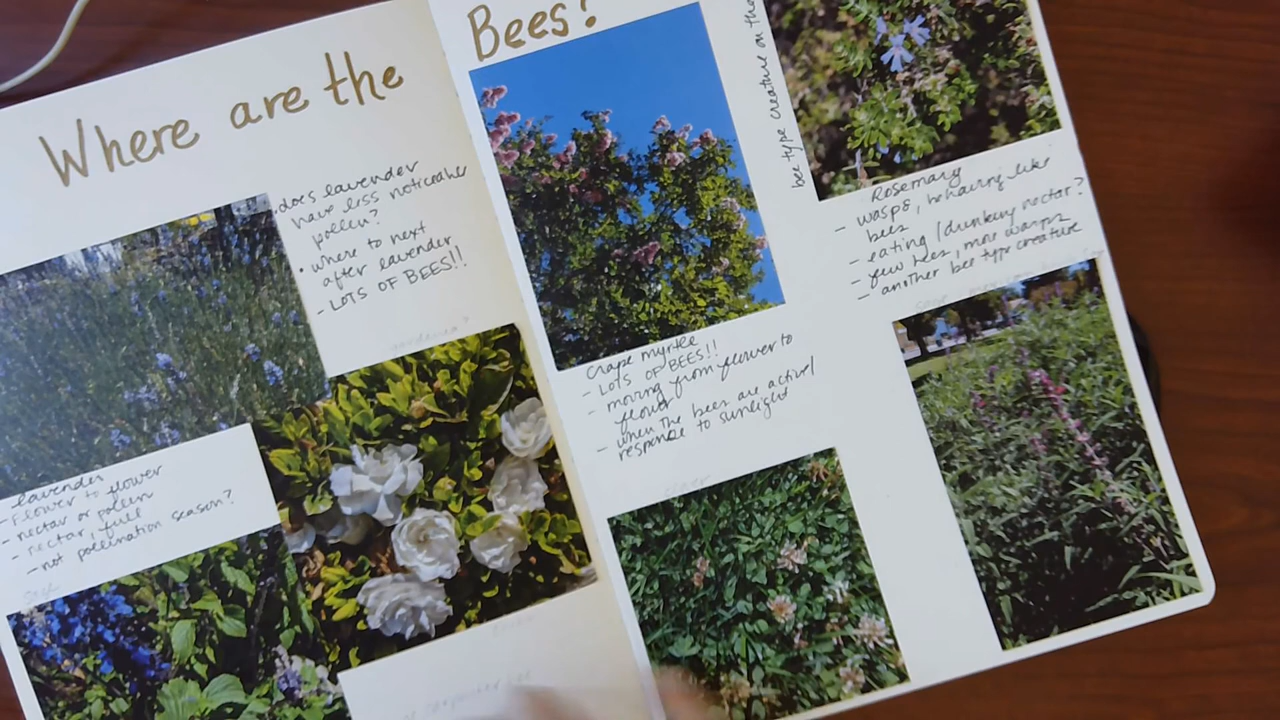 Where are the
Bees?
does lavender
have less noticeable
pollen?
• where to next
after lavender
- LOTS OF BEES!!
gardenia?
lavender
- flower to flower
- nectar or pollen
- nectar, full
- not pollination season?
crape myrtle
- LOTS OF BEES!!
- moving from flower to
flower
- when the bees are active/
response to sunlight
clover
bee type creature on the
Rosemary
- wasps, behaving like
bees
- eating/drinking nectar?
- few bees, more wasps
- another bee type creature